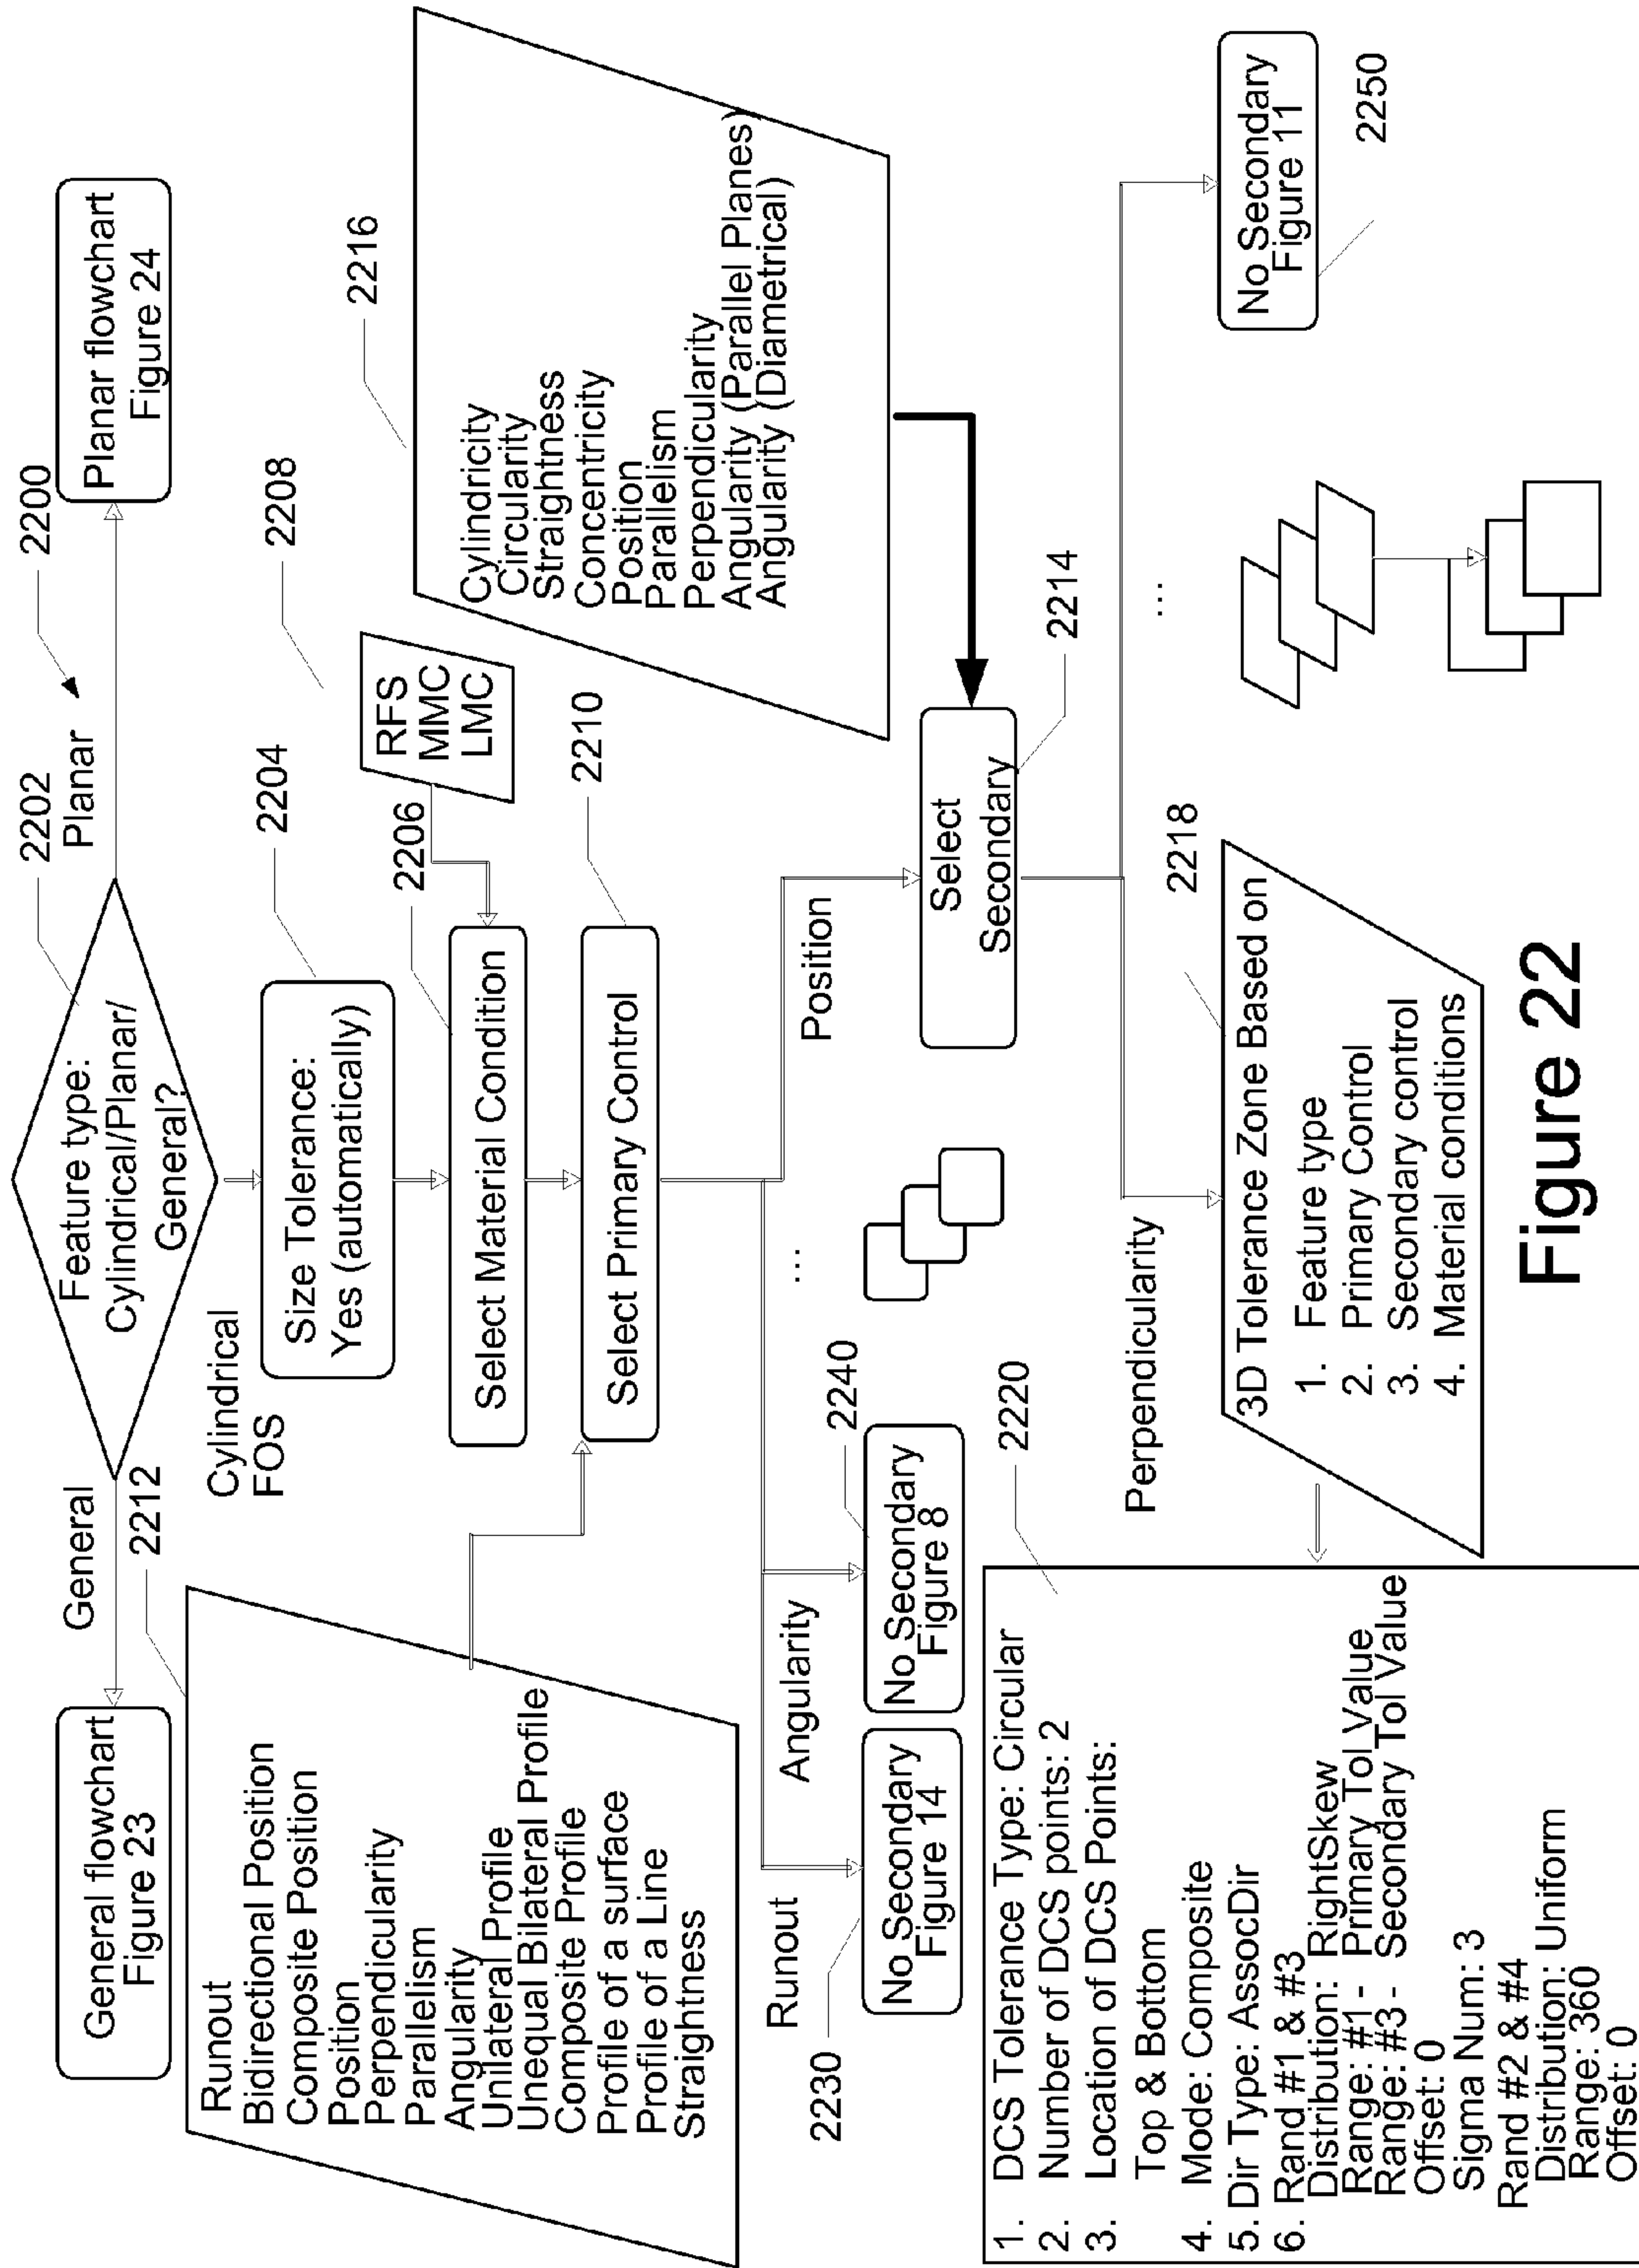 2200
2202
Feature type:
Cylindrical/Planar/
General?
General
Planar
General flowchart
Figure 23
Planar flowchart
Figure 24
Cylindrical
FOS
2204
Size Tolerance:
Yes (automatically)
2206
Select Material Condition
2208
RFS
MMC
LMC
2210
Select Primary Control
2212
Runout
Bidirectional Position
Composite Position
Position
Perpendicularity
Parallelism
Angularity
Unilateral Profile
Unequal Bilateral Profile
Composite Profile
Profile of a surface
Profile of a Line
Straightness
2216
Cylindricity
Circularity
Straightness
Concentricity
Position
Parallelism
Perpendicularity
Angularity (Parallel Planes)
Angularity (Diametrical)
Runout
Angularity
...
Position
2230
No Secondary
Figure 14
2240
No Secondary
Figure 8
Select
Secondary
2214
Perpendicularity
...
No Secondary
Figure 11
2250
2218
3D Tolerance Zone Based on
1. Feature type
2. Primary Control
3. Secondary control
4. Material conditions
2220
1. DCS Tolerance Type: Circular
2. Number of DCS points: 2
3. Location of DCS Points:
Top & Bottom
4. Mode: Composite
5. Dir Type: AssocDir
6. Rand #1 & #3
Distribution: RightSkew
Range: #1 - Primary Tol Value
Range: #3 - Secondary Tol Value
Offset: 0
Sigma Num: 3
Rand #2 & #4
Distribution: Uniform
Range: 360
Offset: 0
Figure 22